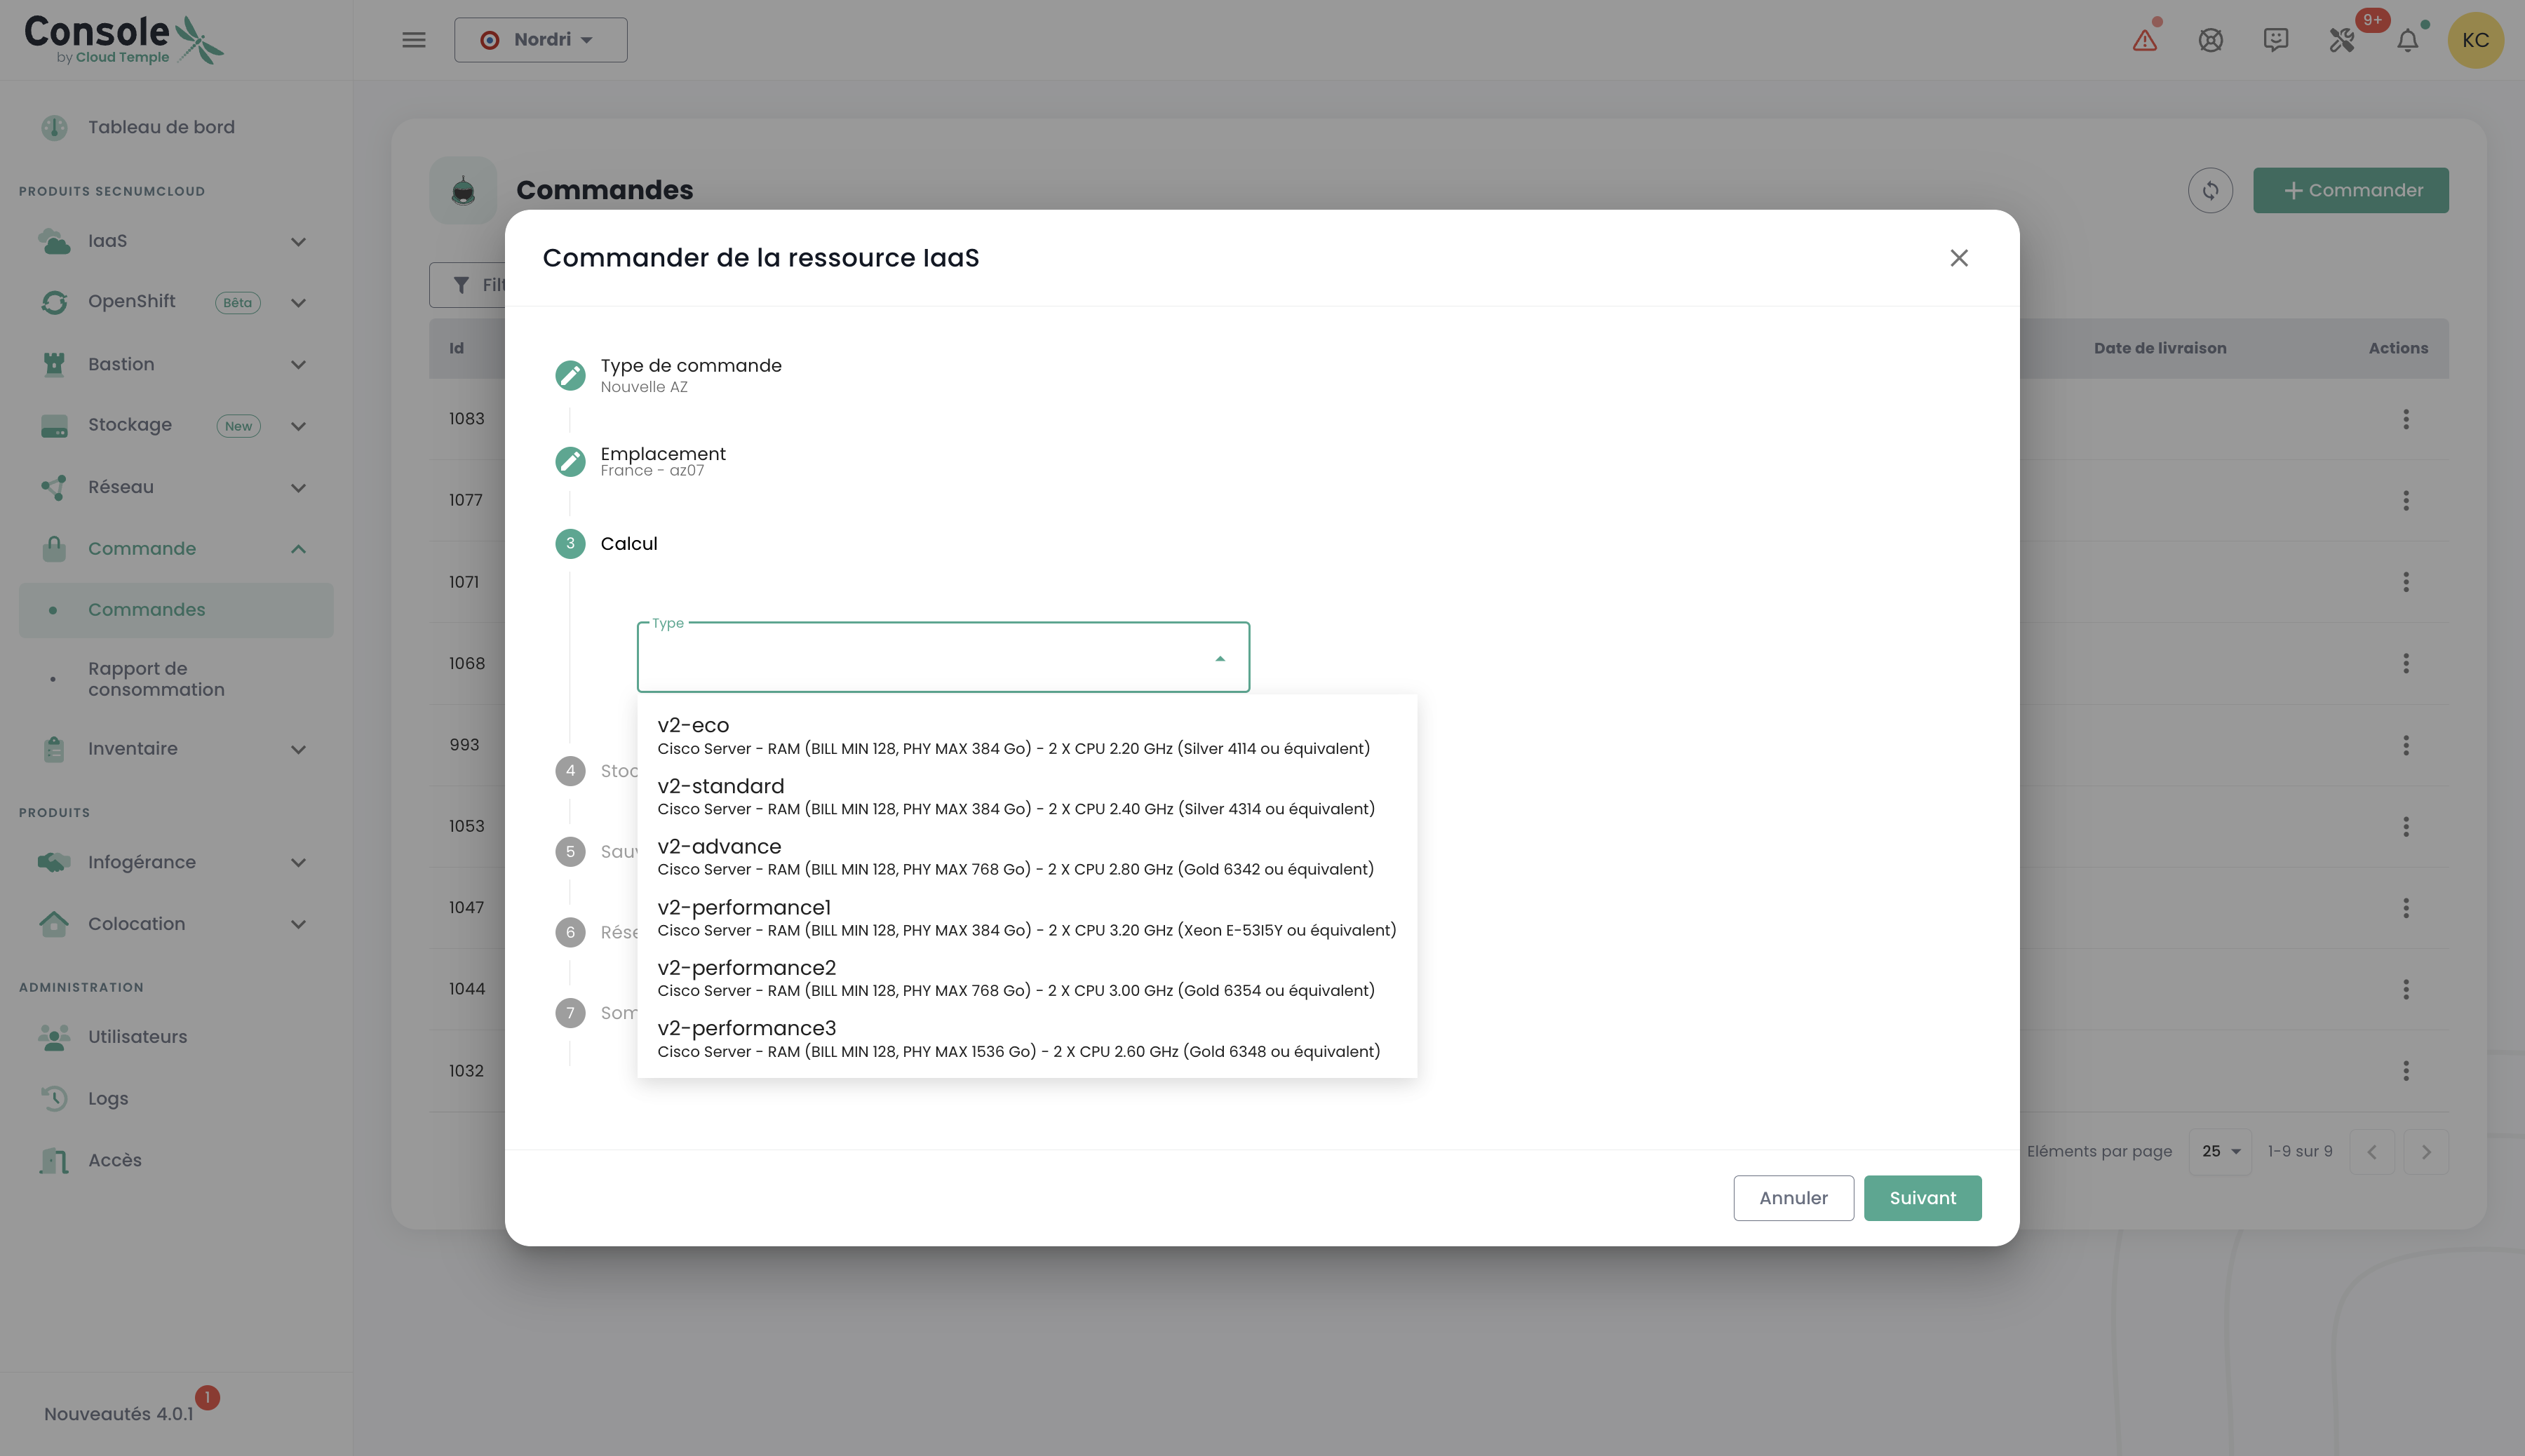 Console
by Cloud Temple
Nordri
9+
KC
Tableau de bord
PRODUITS SECNUMCLOUD
IaaS
OpenShift Bêta
Bastion
Stockage New
Réseau
Commande
Commandes
Rapport de
consommation
Inventaire
PRODUITS
Infogérance
Colocation
ADMINISTRATION
Utilisateurs
Logs
Accès
Nouveautés 4.0.1 1
Commandes
Commander
Id
Date de livraison
Actions
1083
1077
1071
1068
993
1053
1047
1044
1032
Eléments par page 25 1-9 sur 9
Commander de la ressource IaaS
Type de commande
Nouvelle AZ
Emplacement
France - az07
3 Calcul
Type
v2-eco
Cisco Server - RAM (BILL MIN 128, PHY MAX 384 Go) - 2 X CPU 2.20 GHz (Silver 4114 ou équivalent)
v2-standard
Cisco Server - RAM (BILL MIN 128, PHY MAX 384 Go) - 2 X CPU 2.40 GHz (Silver 4314 ou équivalent)
v2-advance
Cisco Server - RAM (BILL MIN 128, PHY MAX 768 Go) - 2 X CPU 2.80 GHz (Gold 6342 ou équivalent)
v2-performance1
Cisco Server - RAM (BILL MIN 128, PHY MAX 384 Go) - 2 X CPU 3.20 GHz (Xeon E-53I5Y ou équivalent)
v2-performance2
Cisco Server - RAM (BILL MIN 128, PHY MAX 768 Go) - 2 X CPU 3.00 GHz (Gold 6354 ou équivalent)
v2-performance3
Cisco Server - RAM (BILL MIN 128, PHY MAX 1536 Go) - 2 X CPU 2.60 GHz (Gold 6348 ou équivalent)
4
5
6
7
Annuler
Suivant